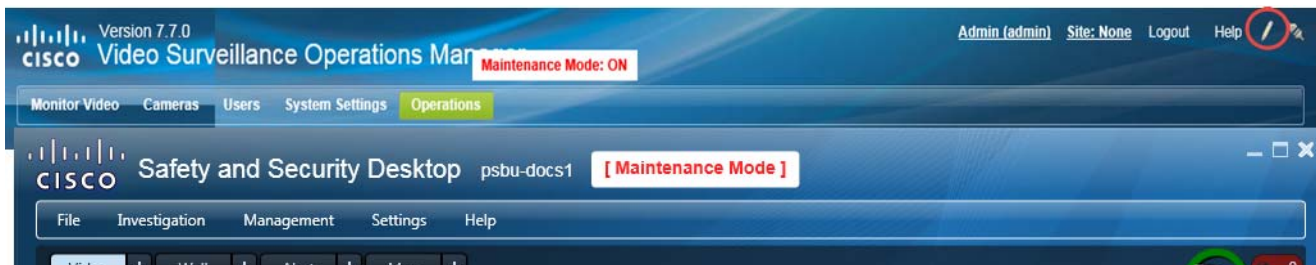 Version 7.7.0
Admin (admin) Site: None Logout Help
CISCO Video Surveillance Operations Manager
Maintenance Mode: ON
Monitor Video Cameras Users System Settings Operations
CISCO Safety and Security Desktop psbu-docs1 [ Maintenance Mode ]
File Investigation Management Settings Help